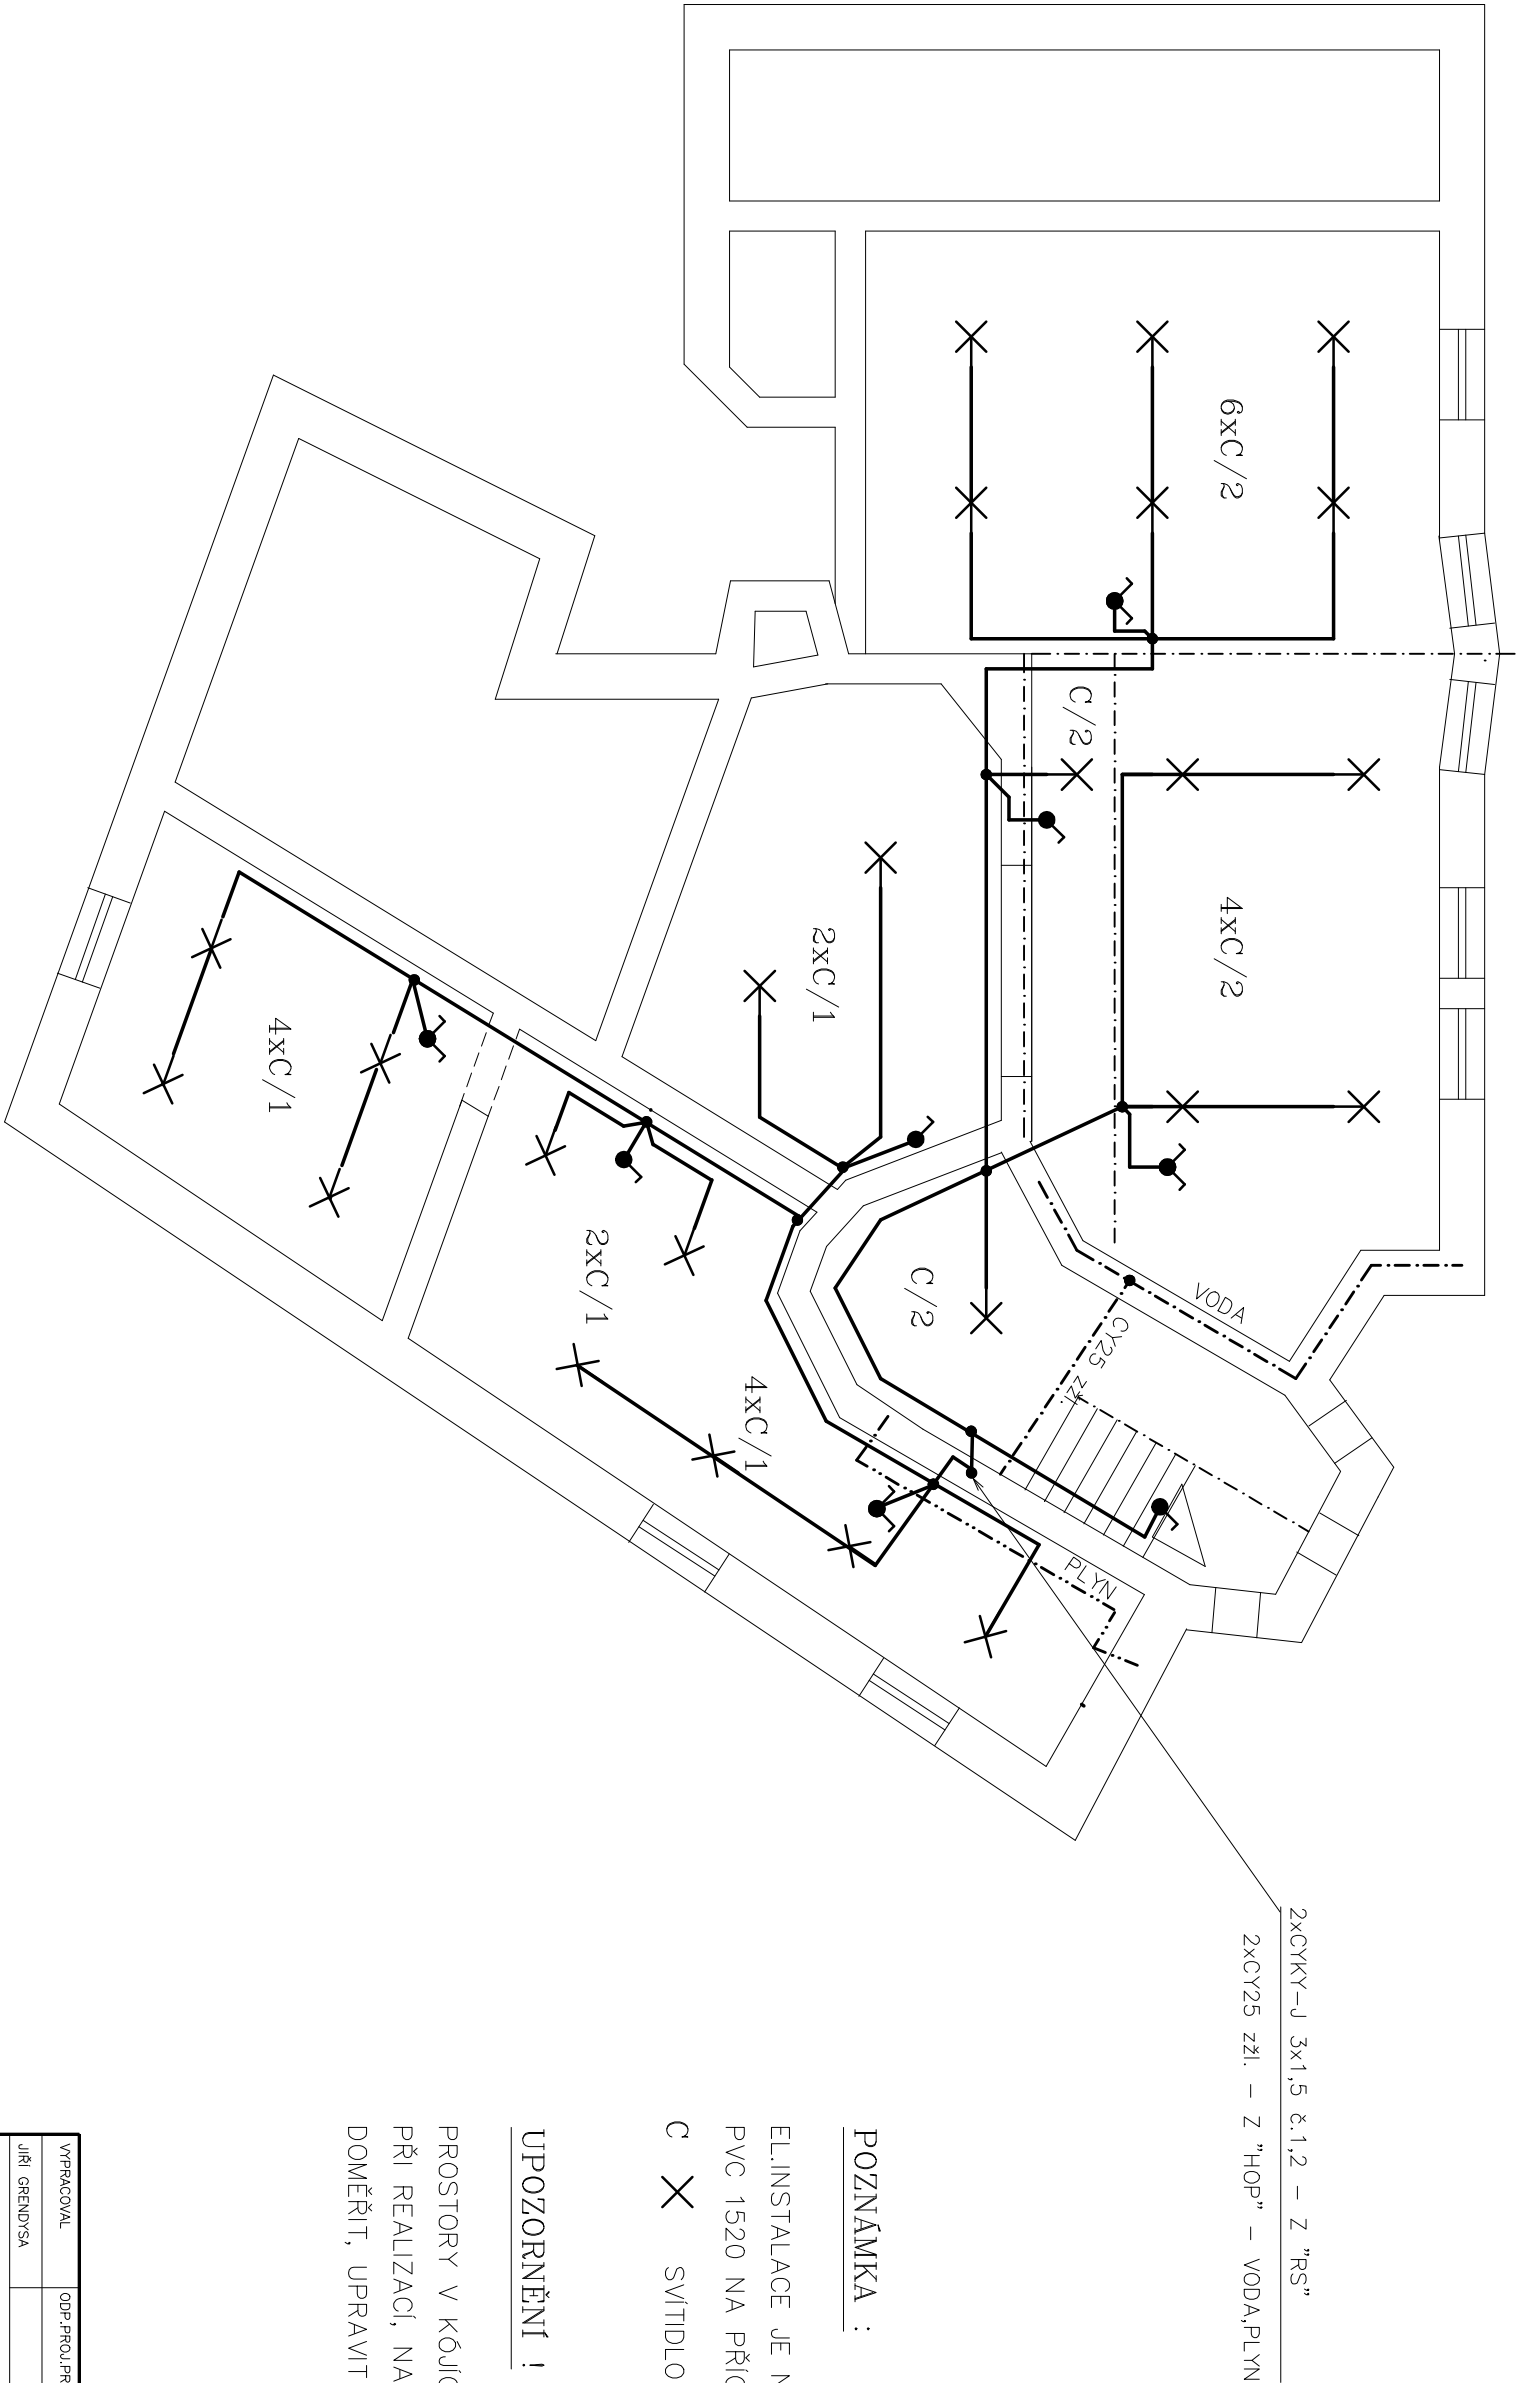 6xC/2
C/2
4xC/2
2xC/1
4xC/1
2xC/1
C/2
4xC/1
VODA
CY25 zžl.
PLYN
2xCYKY-J 3x1,5 č.1,2 - Z "RS"
2xCY25 zžl. - Z "HOP" - VODA,PLYN
POZNÁMKA :
EL.INSTALACE JE
PVC 1520 NA
C SVÍTIDLO
UPOZORNĚNÍ !
PROSTORY V
PŘI REALIZACÍ, NA
DOMĚŘIT, UPRAVIT
VYPRACOVAL
ODP.PROJ.PR
JIŘÍ GRENDYSA